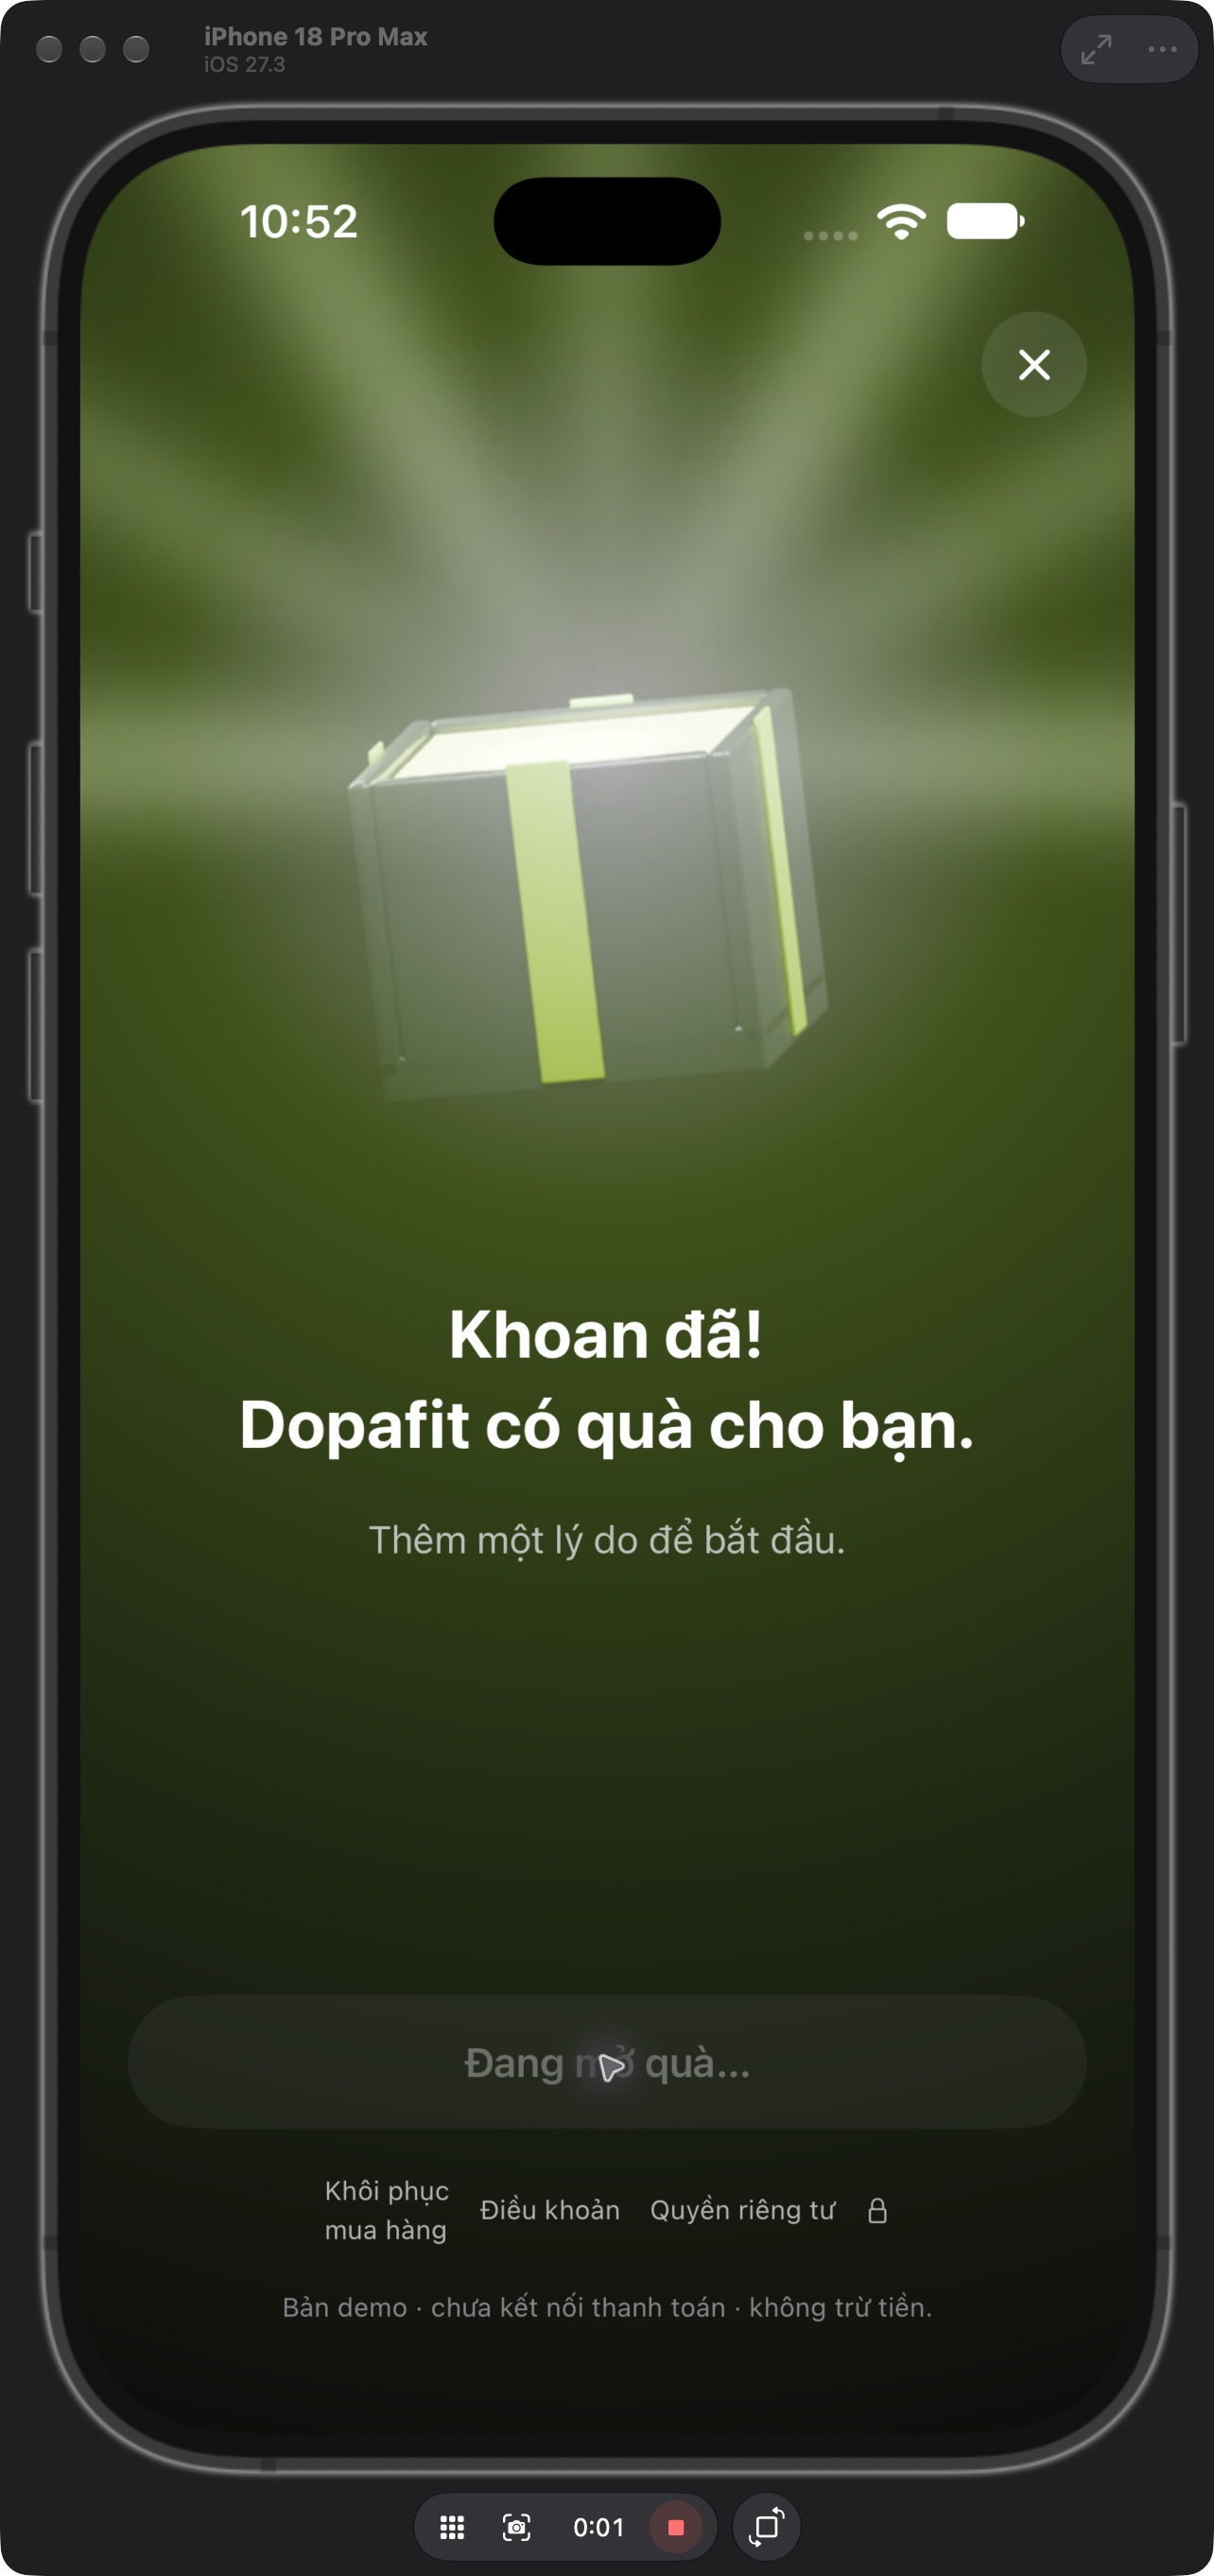 iPhone 18 Pro Max
iOS 27.3
10:52
Khoan đã!
Dopafit có quà cho bạn.
Thêm một lý do để bắt đầu.
Đang mở quà...
Khôi phục
mua hàng
Điều khoản
Quyền riêng tư
Bản demo · chưa kết nối thanh toán · không trừ tiền.
0:01